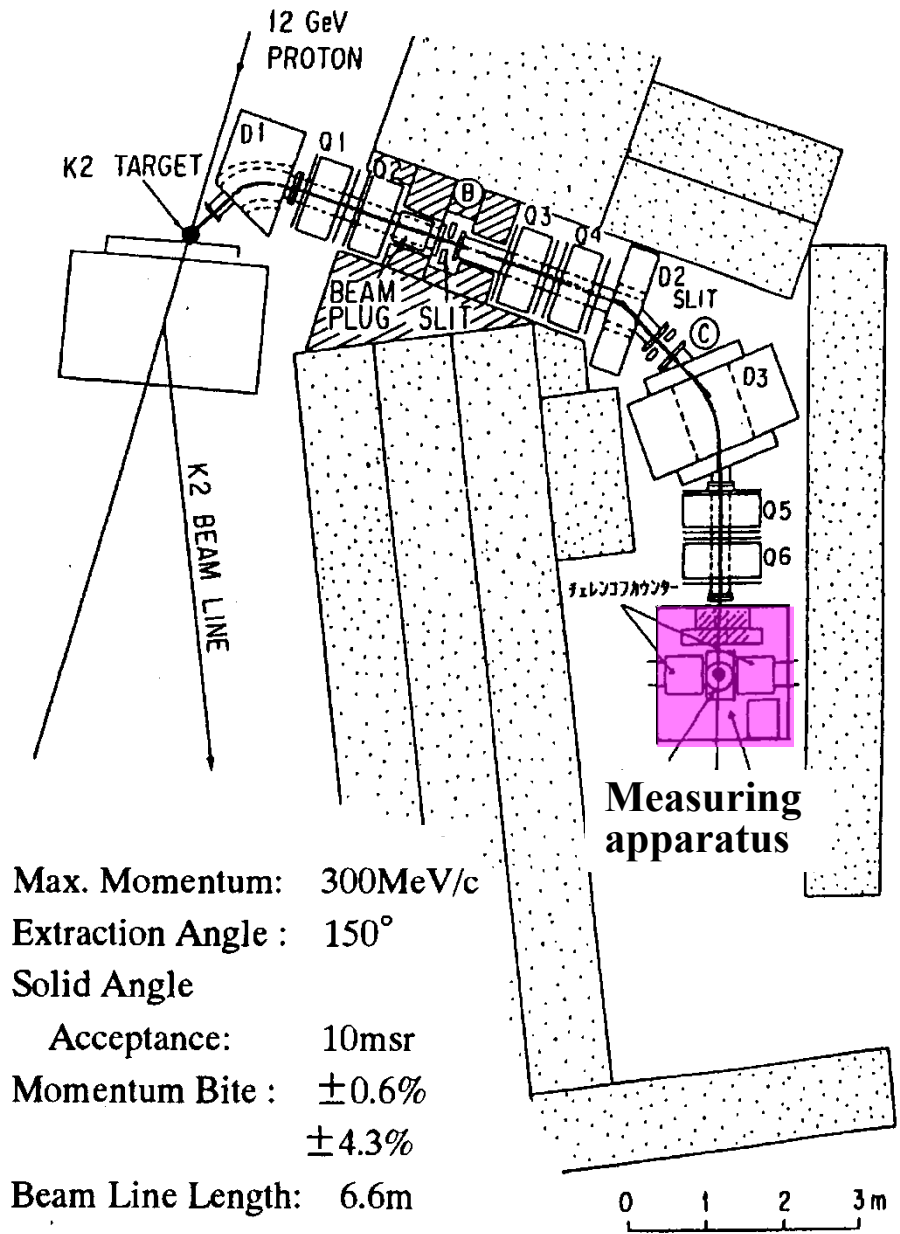 12 GeV
PROTON
K2 TARGET
D1
Q1
Q2
B
Q3
Q4
D2
SLIT
C
D3
BEAM
PLUG SLIT
K2 BEAM LINE
Q5
Q6
チェレンコフカウンター
Measuring
apparatus
Max. Momentum: 300MeV/c
Extraction Angle : 150°
Solid Angle
Acceptance: 10msr
Momentum Bite : ±0.6%
±4.3%
Beam Line Length: 6.6m
0 1 2 3 m